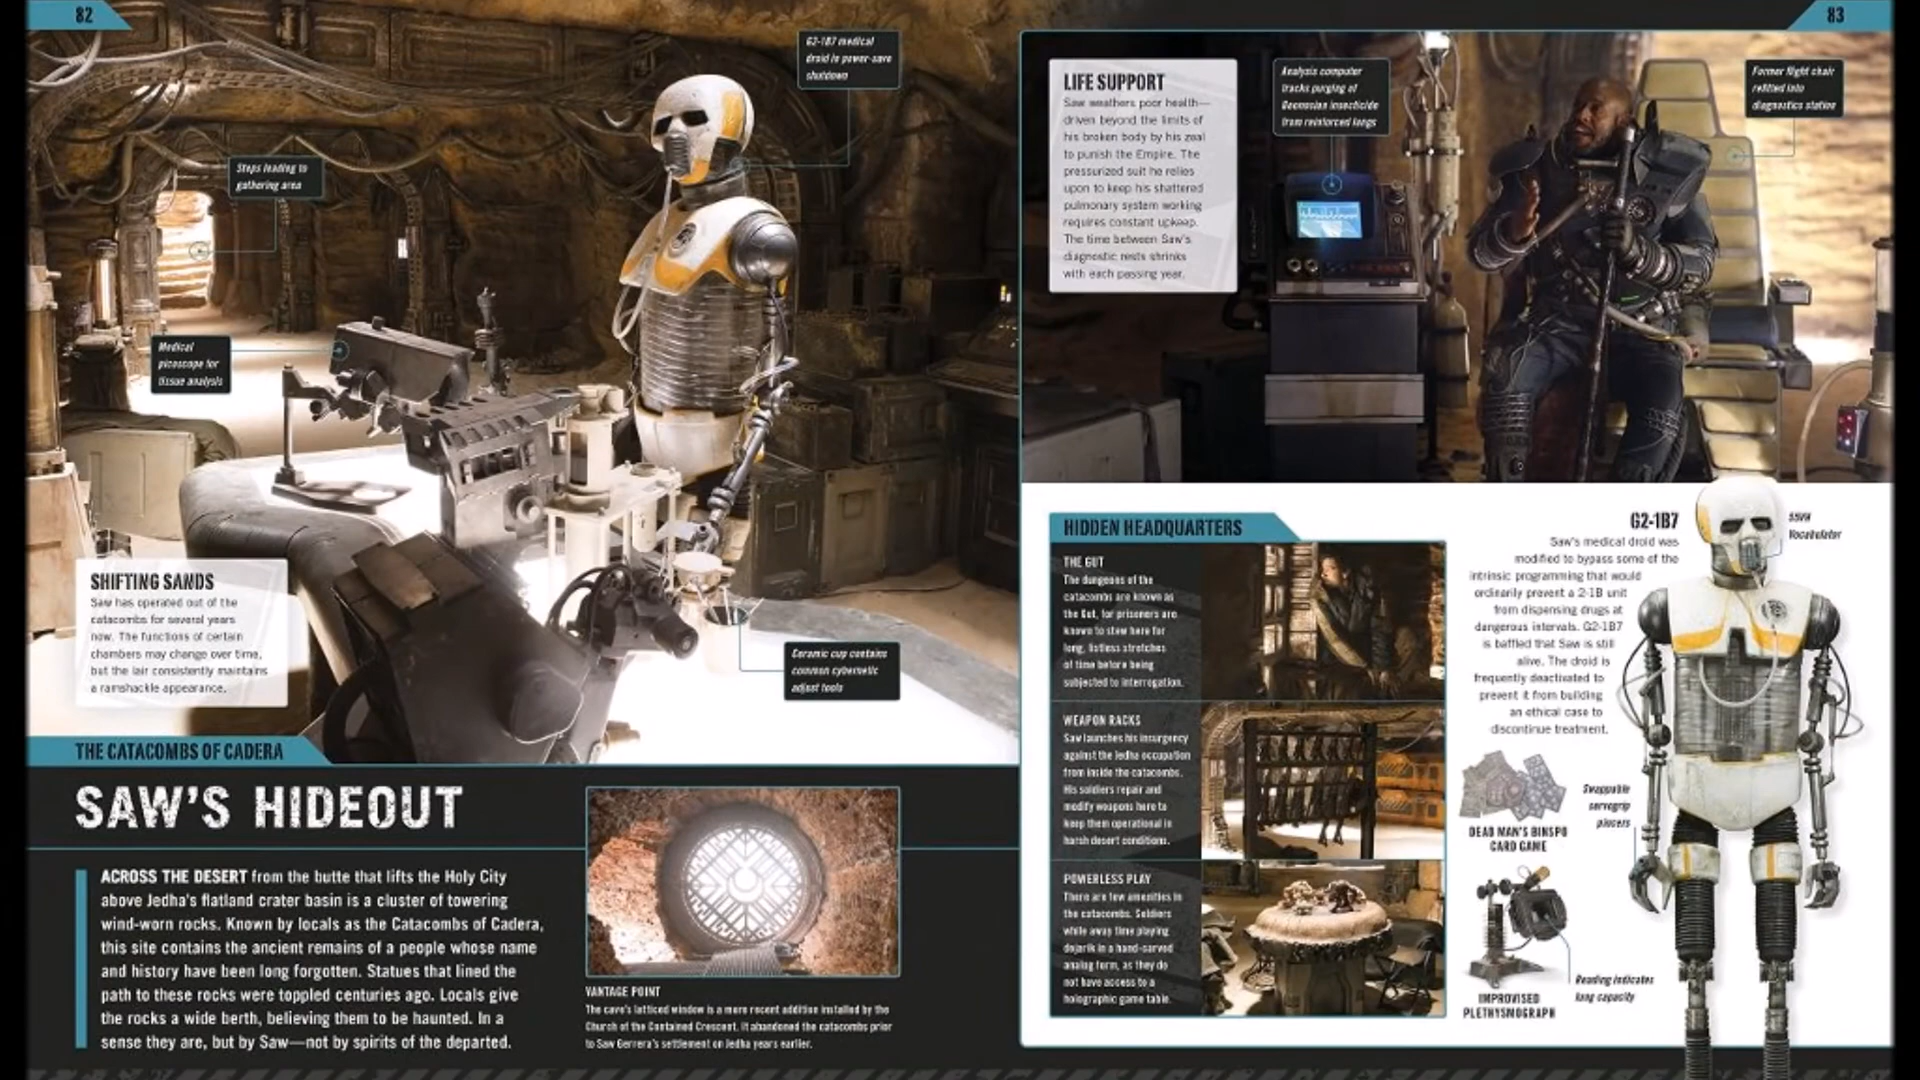 82
G2-1B7 medical
droid in power-save
shutdown
Steps leading to
gathering area
Medical
picoscope for
tissue analysis
SHIFTING SANDS
Saw has operated out of the
catacombs for several years
now. The functions of certain
chambers may change over time,
but the lair consistently maintains
a ramshackle appearance.
Ceramic cup contains
common cybernetic
adjust tools
THE CATACOMBS OF CADERA
SAW'S HIDEOUT
ACROSS THE DESERT from the butte that lifts the Holy City
above Jedha's flatland crater basin is a cluster of towering
wind-worn rocks. Known by locals as the Catacombs of Cadera,
this site contains the ancient remains of a people whose name
and history have been long forgotten. Statues that lined the
path to these rocks were toppled centuries ago. Locals give
the rocks a wide berth, believing them to be haunted. In a
sense they are, but by Saw—not by spirits of the departed.
VANTAGE POINT
The cave's latticed window is a more recent addition installed by the
Church of the Contained Crescent. It abandoned the catacombs prior
to Saw Gerrera's settlement on Jedha years earlier.
83
LIFE SUPPORT
Saw weathers poor health—
driven beyond the limits of
his broken body by his zeal
to punish the Empire. The
pressurized suit he relies
upon to keep his shattered
pulmonary system working
requires constant upkeep.
The time between Saw's
diagnostic rests shrinks
with each passing year.
Analysis computer
tracks purging of
Geonosian insecticide
from reinforced lungs
Former flight chair
refitted into
diagnostics station
HIDDEN HEADQUARTERS
THE GUT
The dungeons of the
catacombs are known as
the Gut, for prisoners are
known to stew here for
long, listless stretches
of time before being
subjected to interrogation.
WEAPON RACKS
Saw launches his insurgency
against the Jedha occupation
from inside the catacombs.
His soldiers repair and
modify weapons here to
keep them operational in
harsh desert conditions.
POWERLESS PLAY
There are few amenities in
the catacombs. Soldiers
while away time playing
dejarik in a hand-carved
analog form, as they do
not have access to a
holographic game table.
G2-1B7
Saw's medical droid was
modified to bypass some of the
intrinsic programming that would
ordinarily prevent a 2-1B unit
from dispensing drugs at
dangerous intervals. G2-1B7
is baffled that Saw is still
alive. The droid is
frequently deactivated to
prevent it from building
an ethical case to
discontinue treatment.
Vocabulator
Swappable
servogrip
pincers
DEAD MAN'S BINSPO
CARD GAME
Reading indicates
lung capacity
IMPROVISED
PLETHYSMOGRAPH